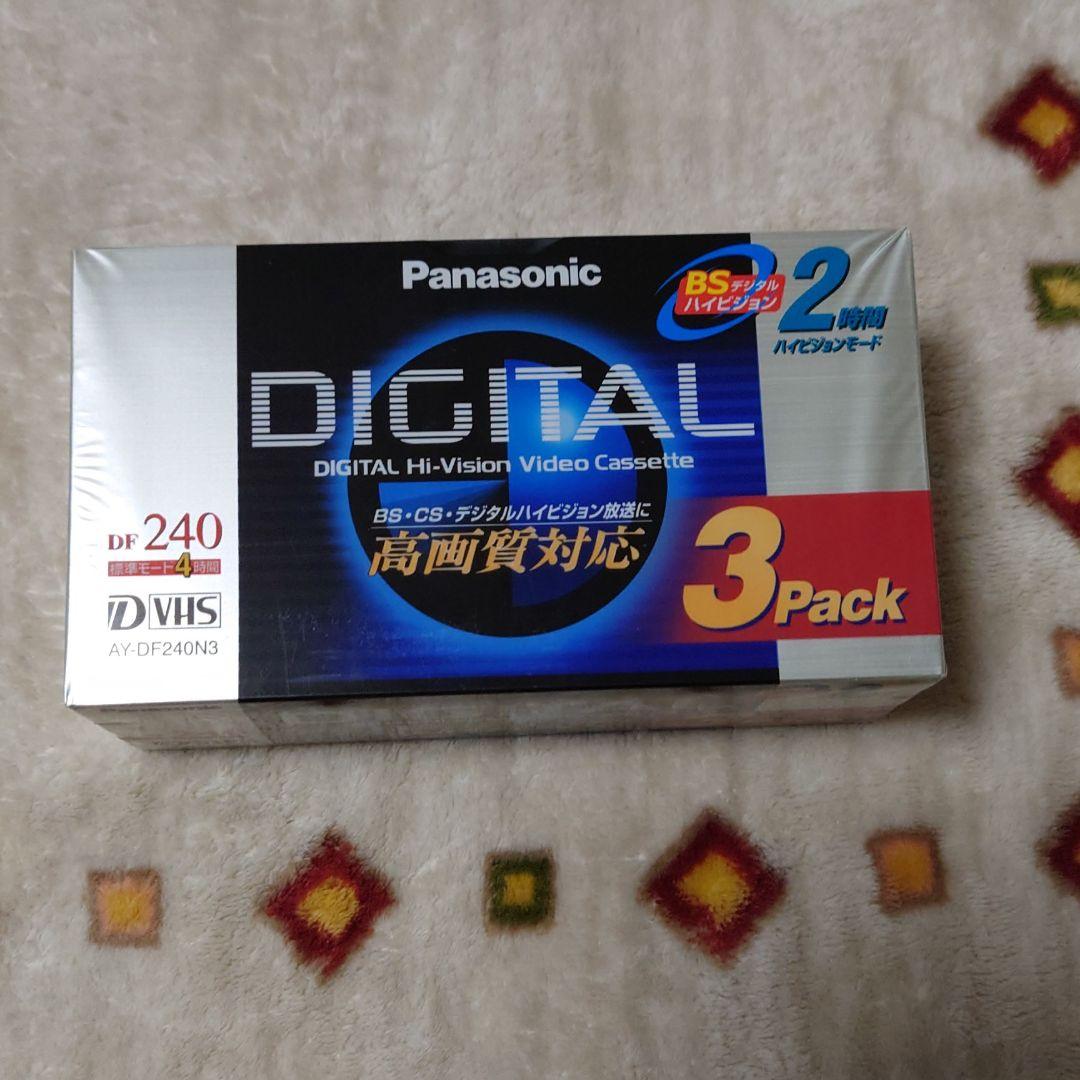 Panasonic
BSデジタル
ハイビジョン
2時間
ハイビジョンモード
DIGITAL
DIGITAL Hi-Vision Video Cassette
BS・CS・デジタルハイビジョン放送に
高画質対応
3Pack
DF240
標準モード4時間
D VHS
AY-DF240N3